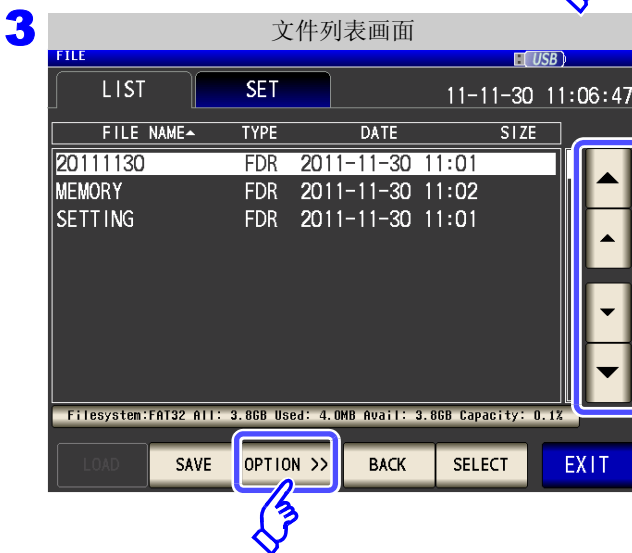 3
文件列表画面
FILE USB
LIST SET 11-11-30 11:06:47
FILE NAME▲ TYPE DATE SIZE
20111130 FDR 2011-11-30 11:01
MEMORY FDR 2011-11-30 11:02
SETTING FDR 2011-11-30 11:01
Filesystem:FAT32 All: 3.8GB Used: 4.0MB Avail: 3.8GB Capacity: 0.1%
LOAD SAVE OPTION >> BACK SELECT EXIT